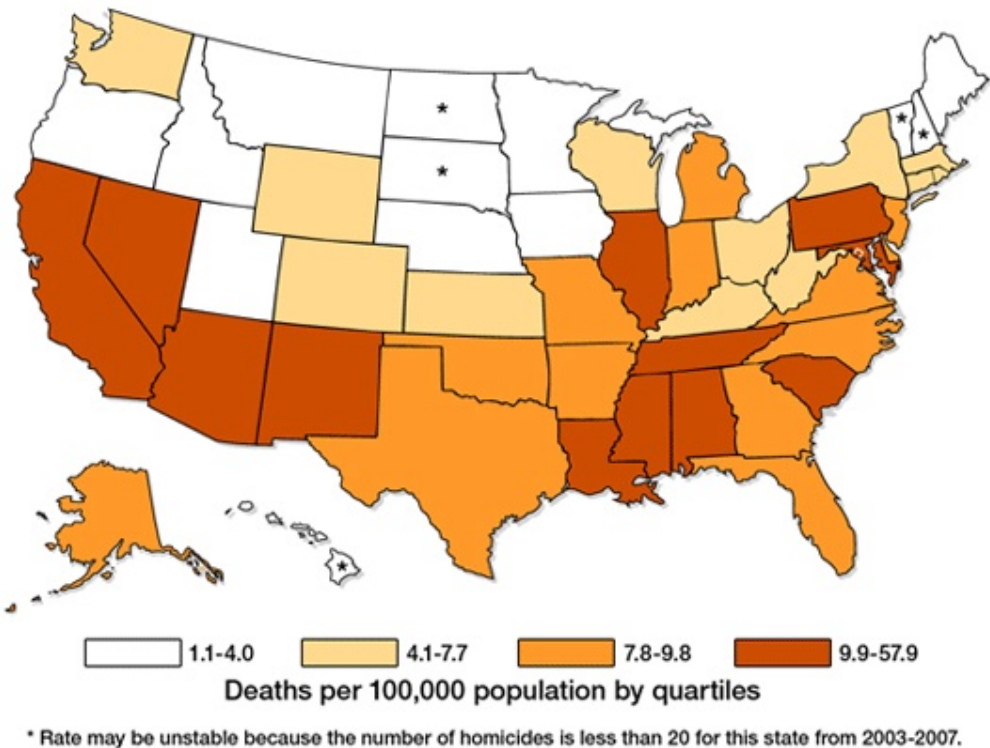 *
*
*
*
*
1.1-4.0 4.1-7.7 7.8-9.8 9.9-57.9
Deaths per 100,000 population by quartiles
* Rate may be unstable because the number of homicides is less than 20 for this state from 2003-2007.